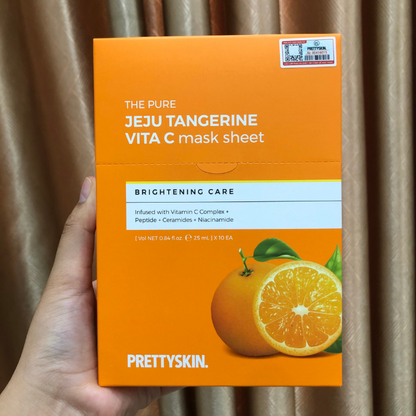 PRETTYSKIN
THE PURE
JEJU TANGERINE
VITA C mask sheet
BRIGHTENING CARE
Infused with Vitamin C Complex +
Peptide + Ceramides + Niacinamide
| Vol NET 0.84 fl.oz. ℮ 25 mL | X 10 EA
PRETTYSKIN.